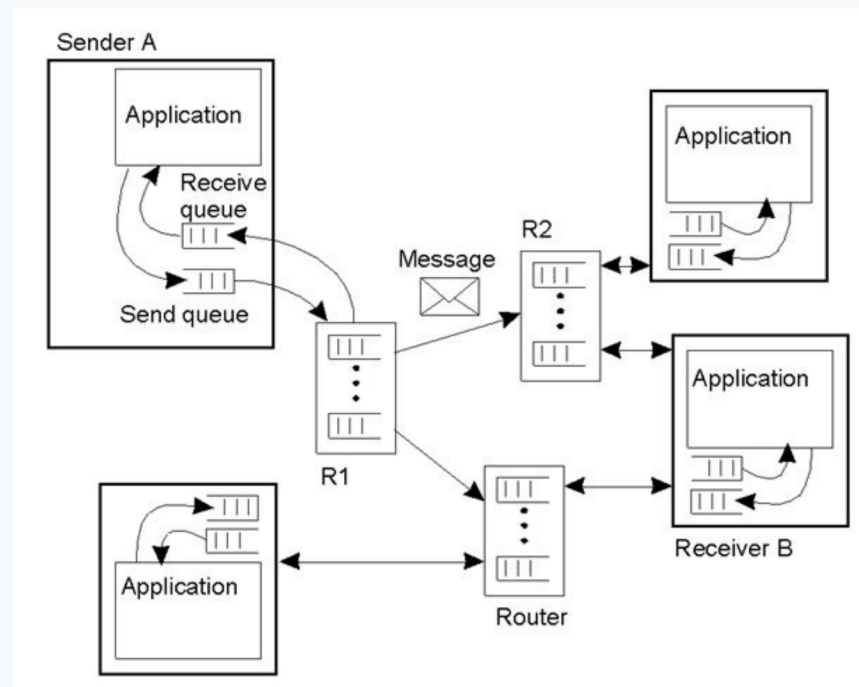 Sender A
Application
Receive
queue
Send queue
R1
Message
R2
Application
Application
Receiver B
Application
Router